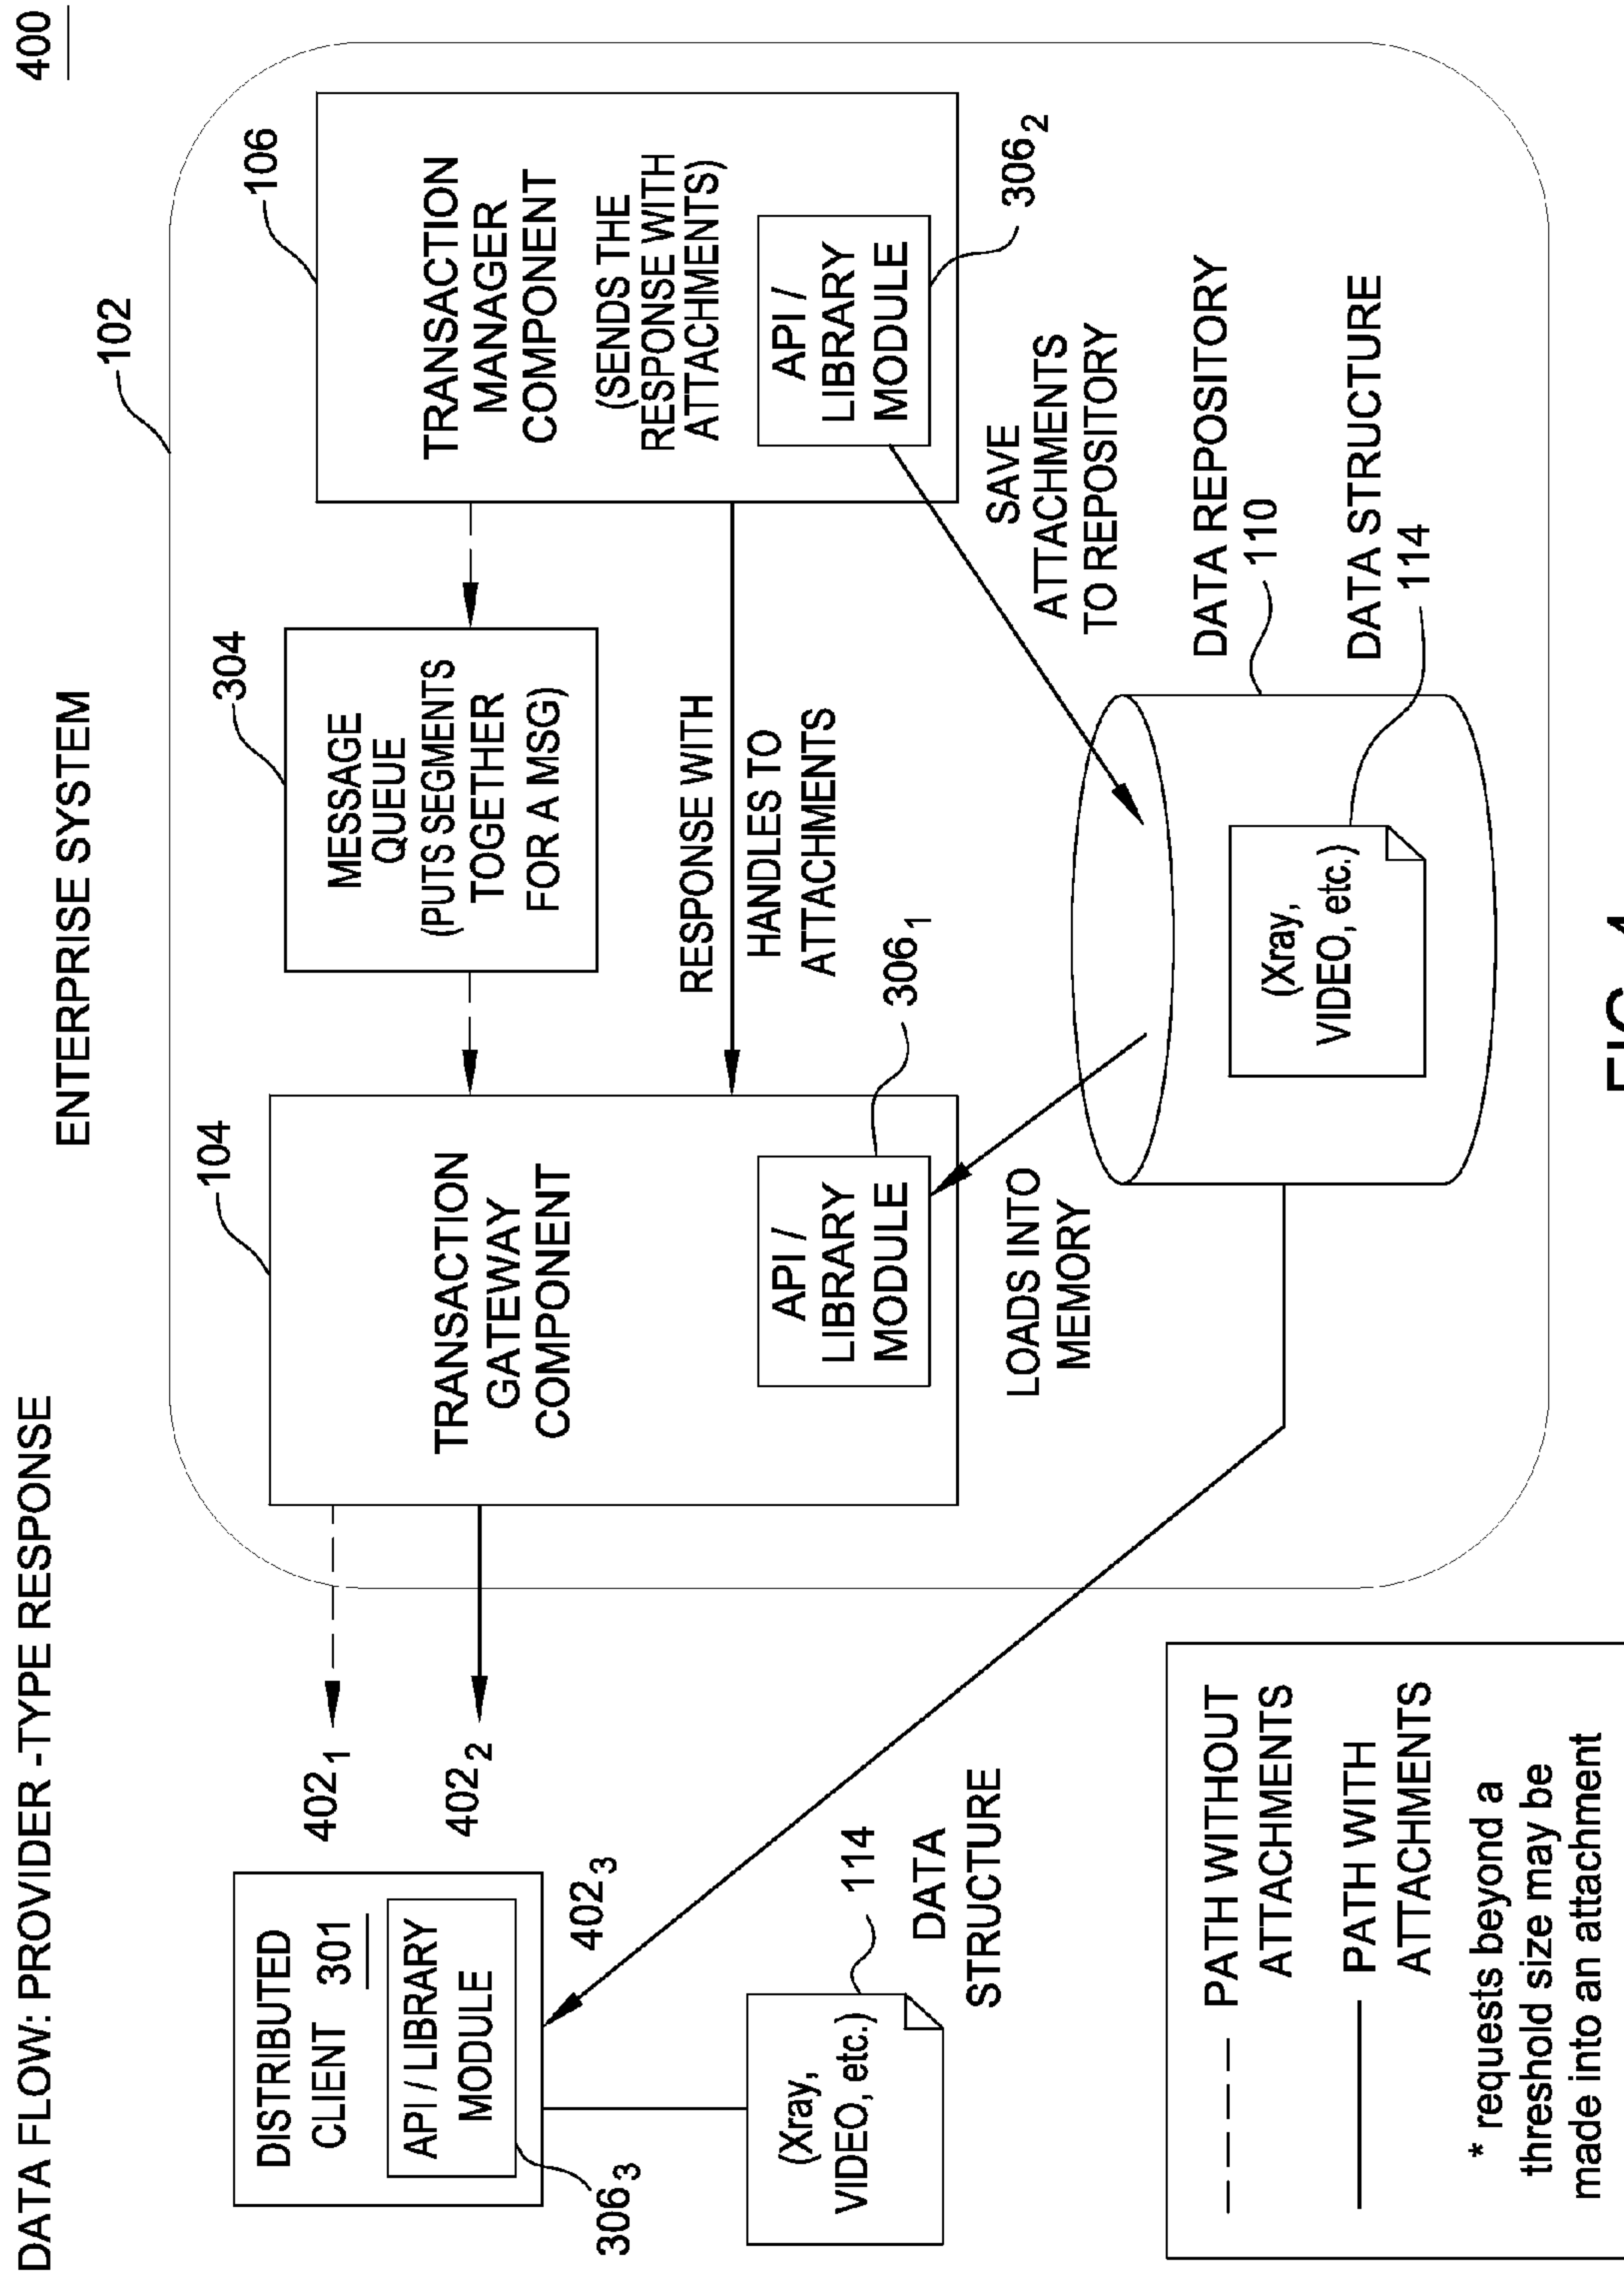 DATA FLOW: PROVIDER -TYPE RESPONSE
400
ENTERPRISE SYSTEM
102
DISTRIBUTED
CLIENT 301
API / LIBRARY
MODULE
306₃
402₁
402₂
402₃
104
TRANSACTION
GATEWAY
COMPONENT
API /
LIBRARY
MODULE
306₁
304
MESSAGE
QUEUE
(PUTS SEGMENTS
TOGETHER
FOR A MSG)
RESPONSE WITH
HANDLES TO
ATTACHMENTS
106
TRANSACTION
MANAGER
COMPONENT
(SENDS THE
RESPONSE WITH
ATTACHMENTS)
API /
LIBRARY
MODULE
306₂
(Xray,
VIDEO, etc.)
114
DATA
STRUCTURE
LOADS INTO
MEMORY
SAVE
ATTACHMENTS
TO REPOSITORY
DATA REPOSITORY
110
(Xray,
VIDEO, etc.)
DATA STRUCTURE
114
PATH WITHOUT
ATTACHMENTS
PATH WITH
ATTACHMENTS
* requests beyond a
threshold size may be
made into an attachment